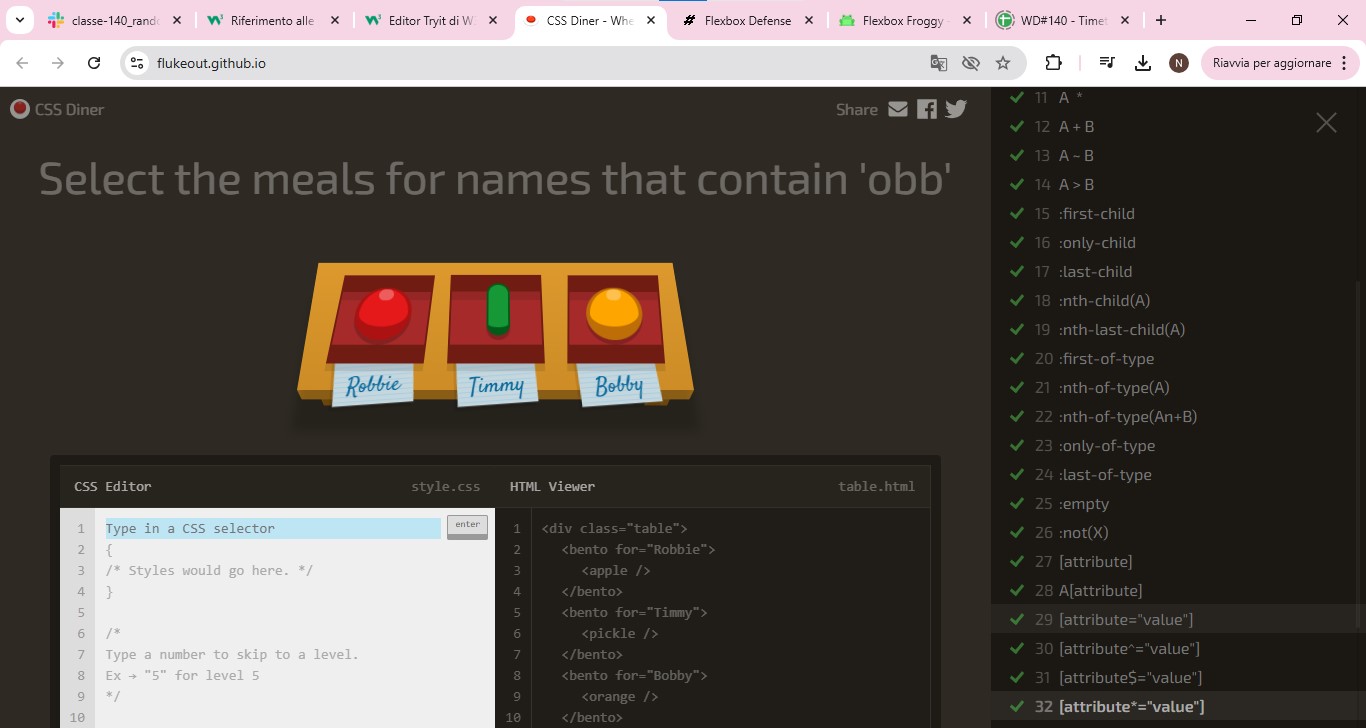 classe-140_rand
Riferimento alle
Editor Tryit di W
CSS Diner - Whe
Flexbox Defense
Flexbox Froggy
WD#140 - Timet
flukeout.github.io
N
Riavvia per aggiornare
CSS Diner
Share
Select the meals for names that contain 'obb'
Robbie
Timmy
Bobby
CSS Editor
style.css
HTML Viewer
table.html
1 Type in a CSS selector
enter
2 {
3 /* Styles would go here. */
4 }
5
6 /*
7 Type a number to skip to a level.
8 Ex → "5" for level 5
9 */
10
1 <div class="table">
2 <bento for="Robbie">
3 <apple />
4 </bento>
5 <bento for="Timmy">
6 <pickle />
7 </bento>
8 <bento for="Bobby">
9 <orange />
10 </bento>
11 A *
12 A + B
13 A ~ B
14 A > B
15 :first-child
16 :only-child
17 :last-child
18 :nth-child(A)
19 :nth-last-child(A)
20 :first-of-type
21 :nth-of-type(A)
22 :nth-of-type(An+B)
23 :only-of-type
24 :last-of-type
25 :empty
26 :not(X)
27 [attribute]
28 A[attribute]
29 [attribute="value"]
30 [attribute^="value"]
31 [attribute$="value"]
32 [attribute*="value"]